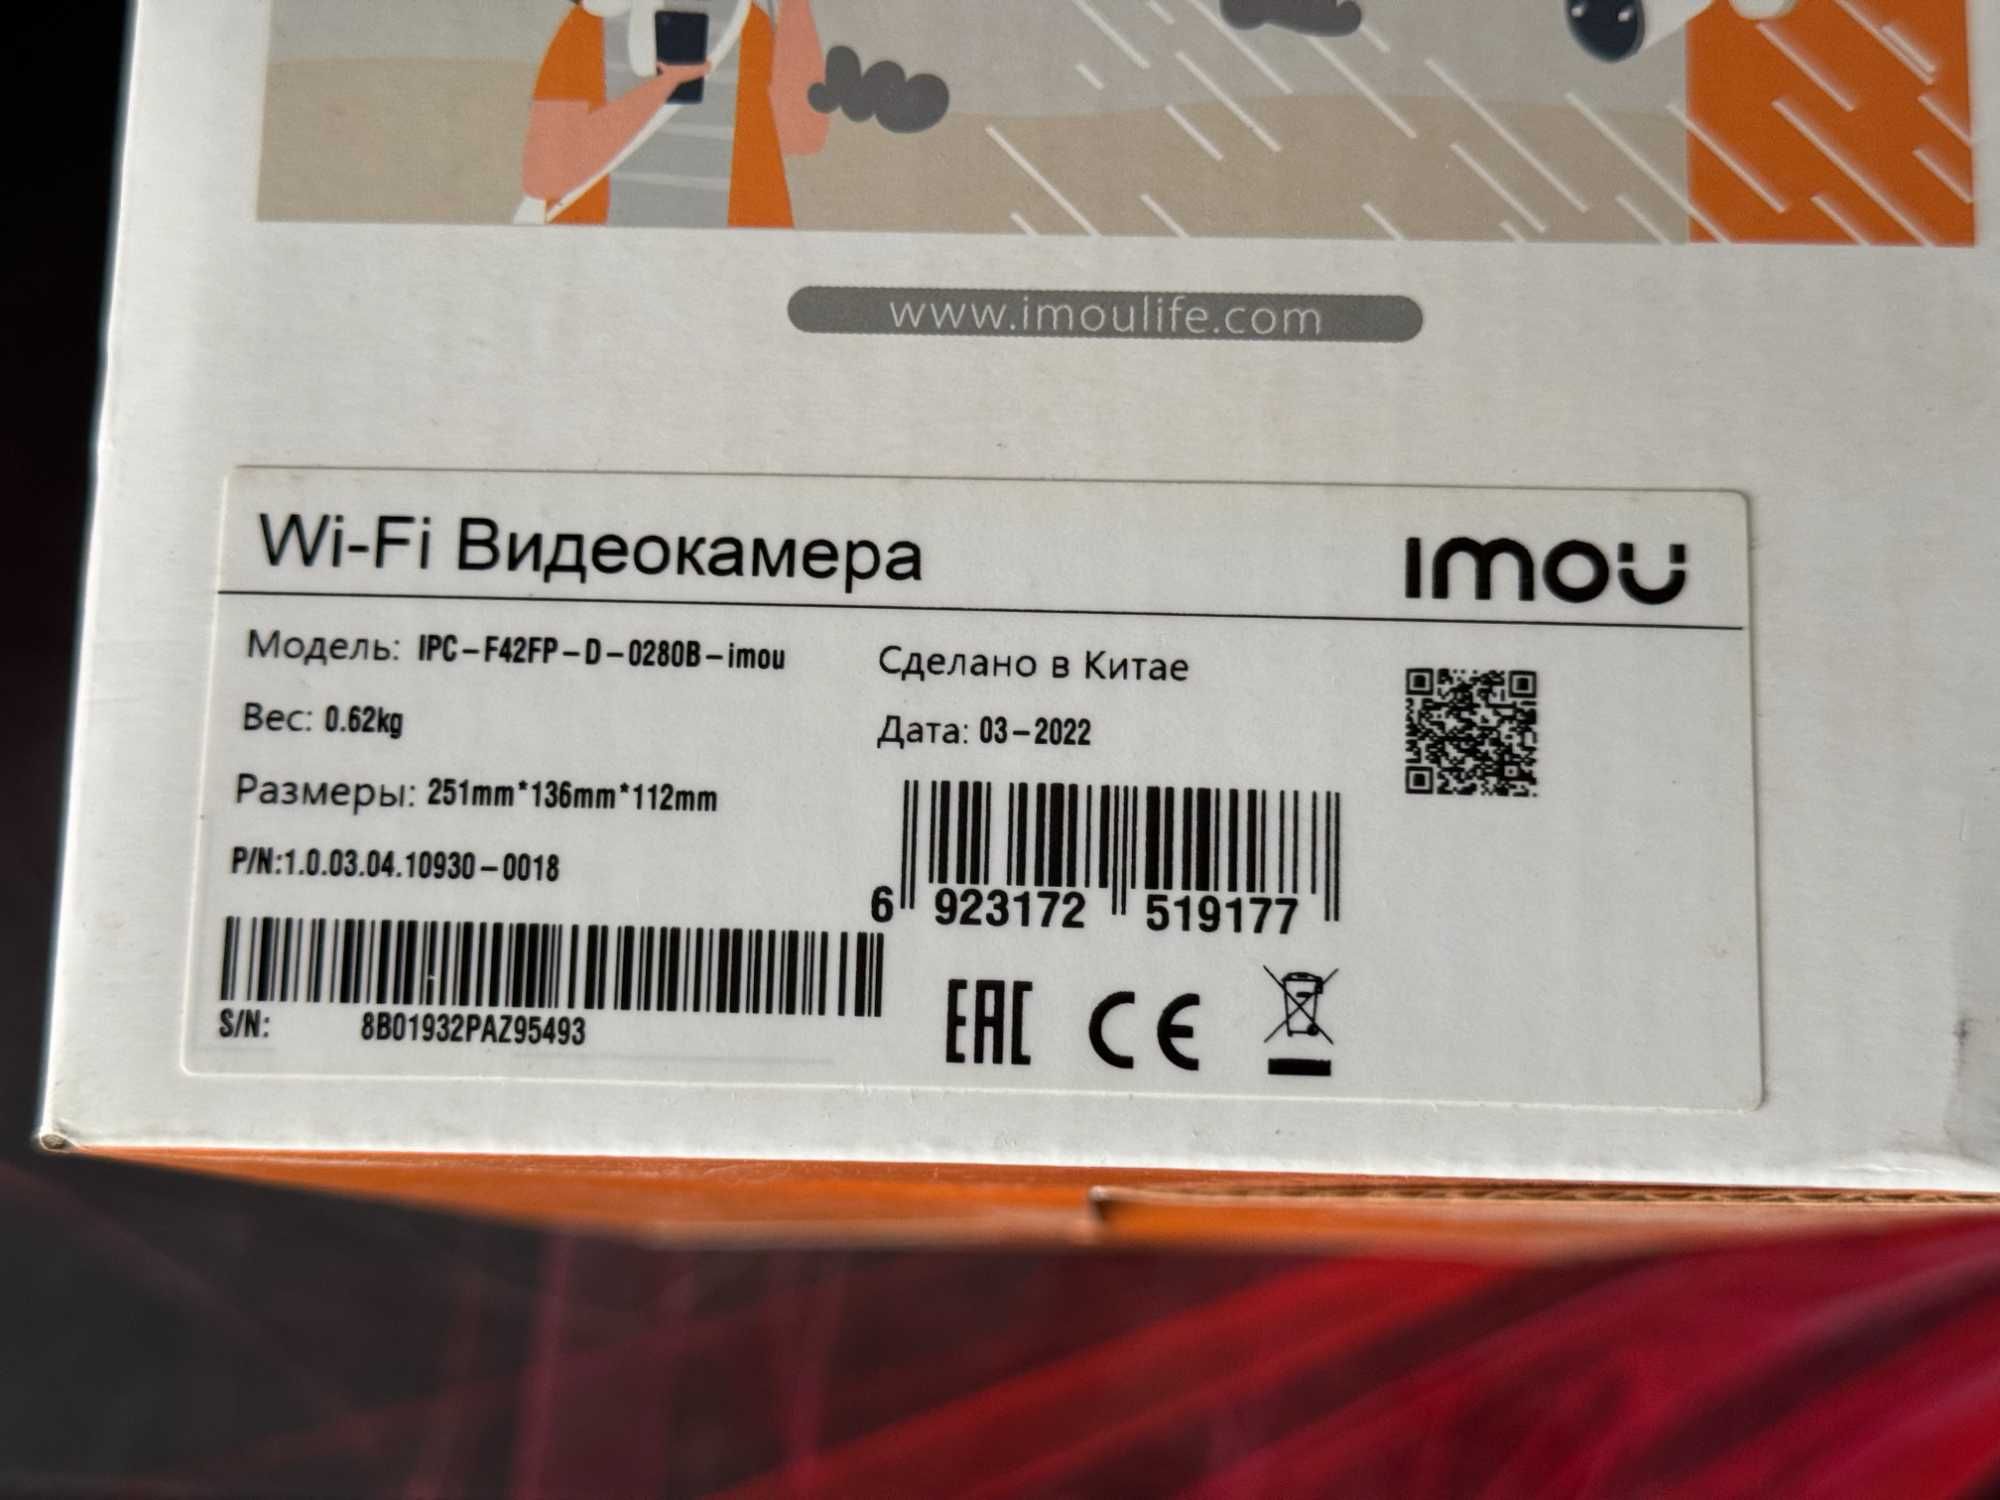 www.imoulife.com
Wi-Fi Видеокамера
imou
Модель: IPC-F42FP-D-0280B-imou
Сделано в Китае
Вес: 0.62kg
Дата: 03-2022
Размеры: 251mm*136mm*112mm
P/N:1.0.03.04.10930-0018
6 923172 519177
S/N: 8B01932PAZ95493
EAC CE